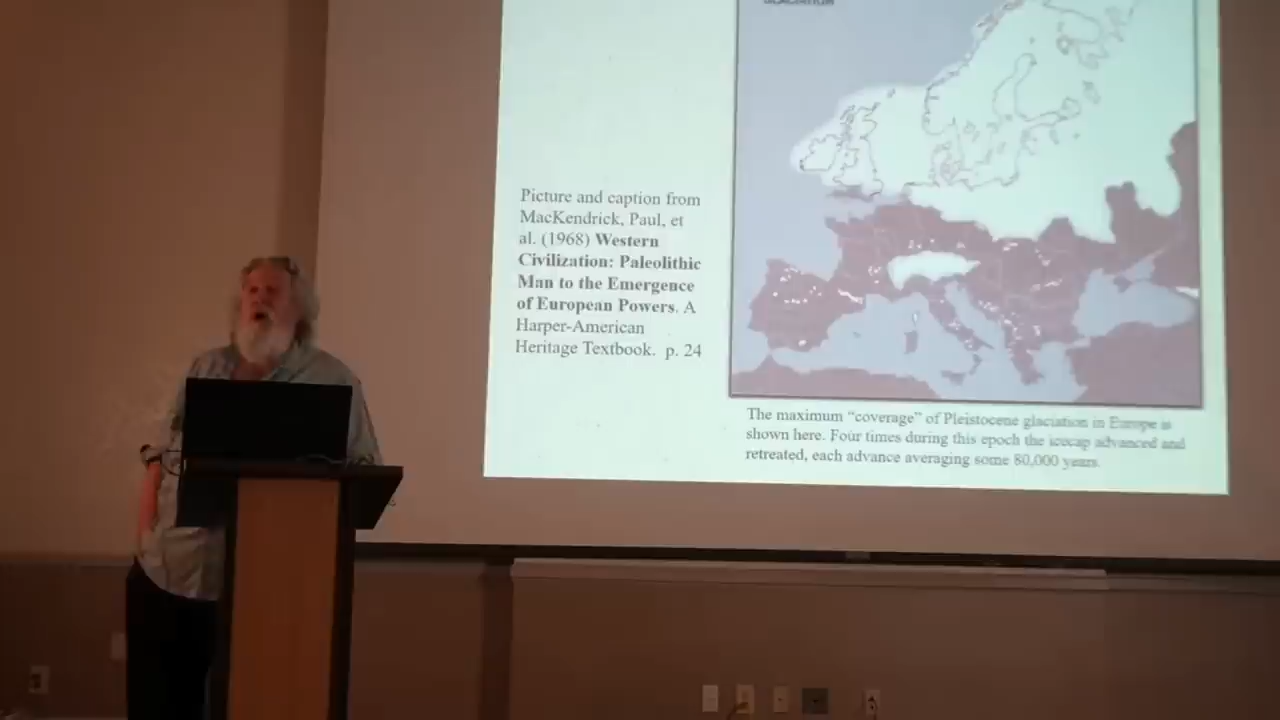 Picture and caption from
MacKendrick, Paul, et
al. (1968) Western
Civilization: Paleolithic
Man to the Emergence
of European Powers. A
Harper-American
Heritage Textbook. p. 24
The maximum “coverage” of Pleistocene glaciation in Europe is
shown here. Four times during this epoch the icecap advanced and
retreated, each advance averaging some 80,000 years.